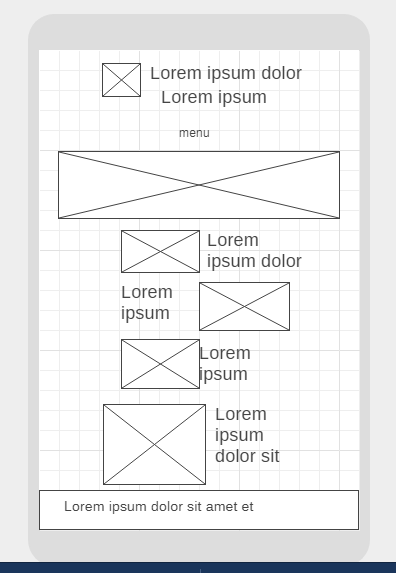 Lorem ipsum dolor
Lorem ipsum
menu
Lorem
ipsum dolor
Lorem
ipsum
Lorem
ipsum
Lorem
ipsum
dolor sit
Lorem ipsum dolor sit amet et